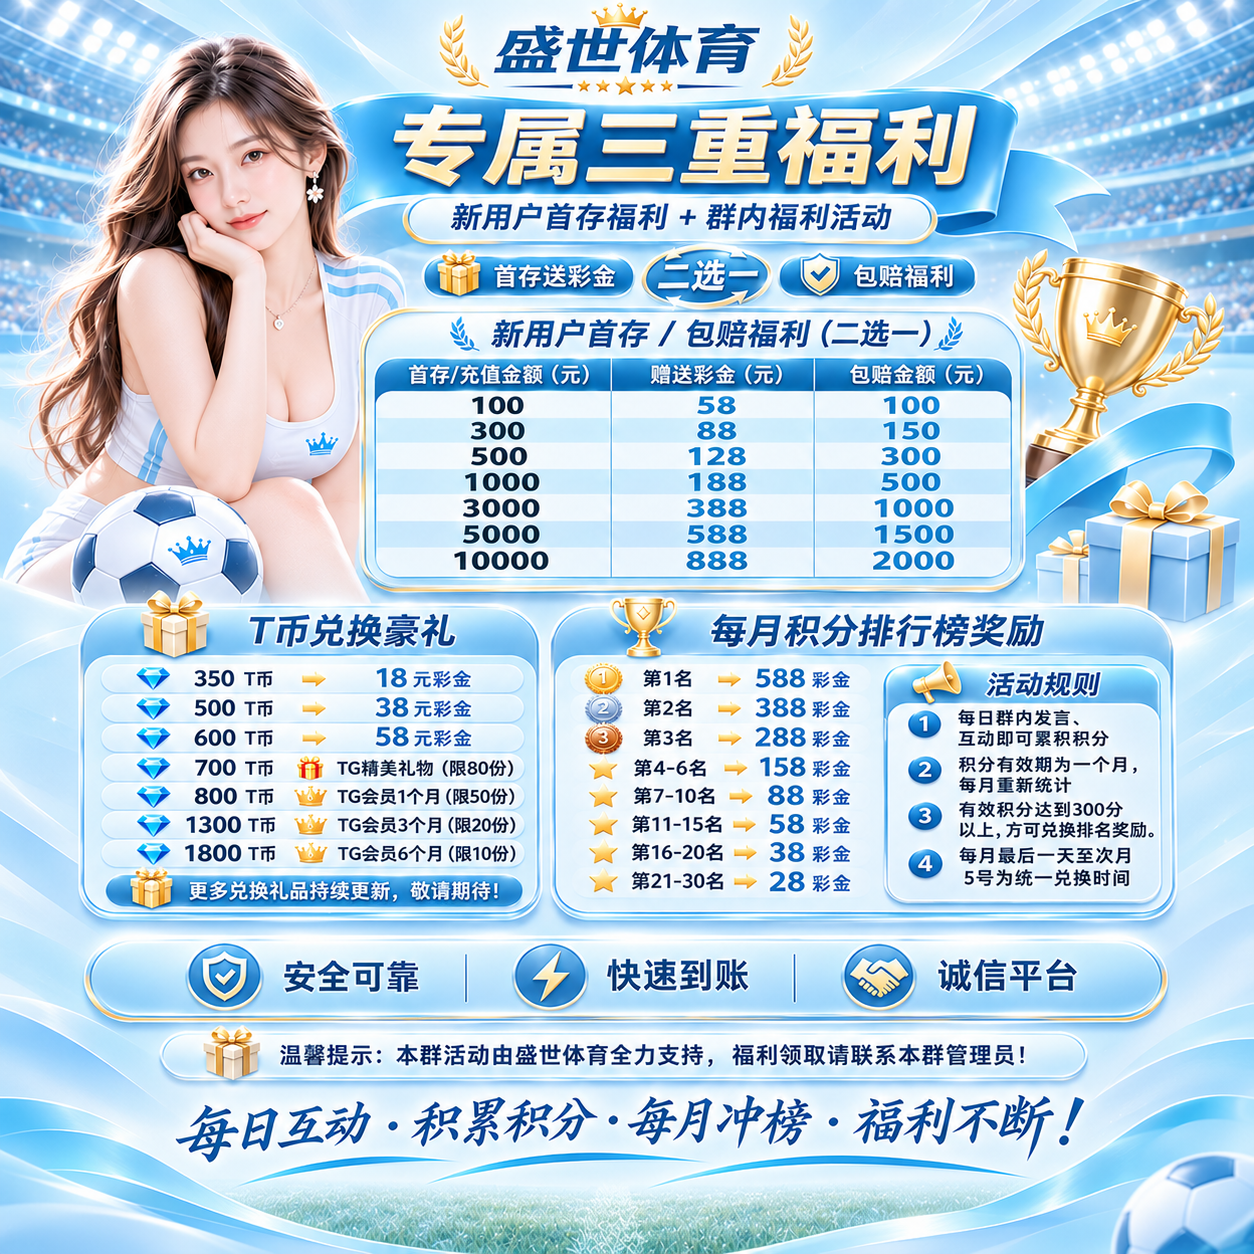 盛世体育
专属三重福利
新用户首存福利 + 群内福利活动
首存送彩金 二选一 包赔福利
新用户首存 / 包赔福利 (二选一)
首存/充值金额 (元) 赠送彩金 (元) 包赔金额 (元)
100 58 100
300 88 150
500 128 300
1000 188 500
3000 388 1000
5000 588 1500
10000 888 2000
T币兑换豪礼
350 T币 18 元彩金
500 T币 38 元彩金
600 T币 58 元彩金
700 T币 TG精美礼物 (限80份)
800 T币 TG会员1个月 (限50份)
1300 T币 TG会员3个月 (限20份)
1800 T币 TG会员6个月 (限10份)
更多兑换礼品持续更新，敬请期待!
每月积分排行榜奖励
1 第1名 588 彩金
2 第2名 388 彩金
3 第3名 288 彩金
第4-6名 158 彩金
第7-10名 88 彩金
第11-15名 58 彩金
第16-20名 38 彩金
第21-30名 28 彩金
活动规则
1 每日群内发言、
互动即可累积积分
2 积分有效期为一个月，
每月重新统计
3 有效积分达到300分
以上，方可兑换排名奖励。
4 每月最后一天至次月
5号为统一兑换时间
安全可靠 快速到账 诚信平台
温馨提示：本群活动由盛世体育全力支持，福利领取请联系本群管理员!
每日互动·积累积分·每月冲榜·福利不断!